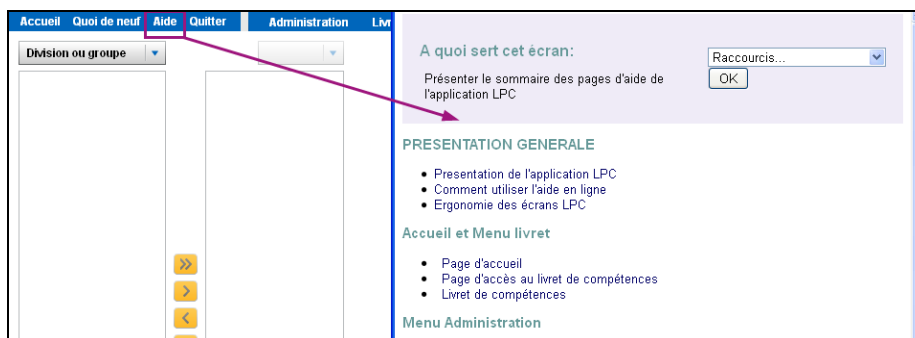 Accueil Quoi de neuf Aide Quitter Administration Livr
Division ou groupe
A quoi sert cet ècran:
Présenter le sommaire des pages d'aide de
l'application LPC
Raccourcis...
OK
PRESENTATION GENERALE
• Presentation de l'application LPC
• Comment utiliser l'aide en ligne
• Ergonomie des écrans LPC
Accueil et Menu livret
• Page d'accueil
• Page d'accès au livret de compétences
• Livret de compétences
Menu Administration